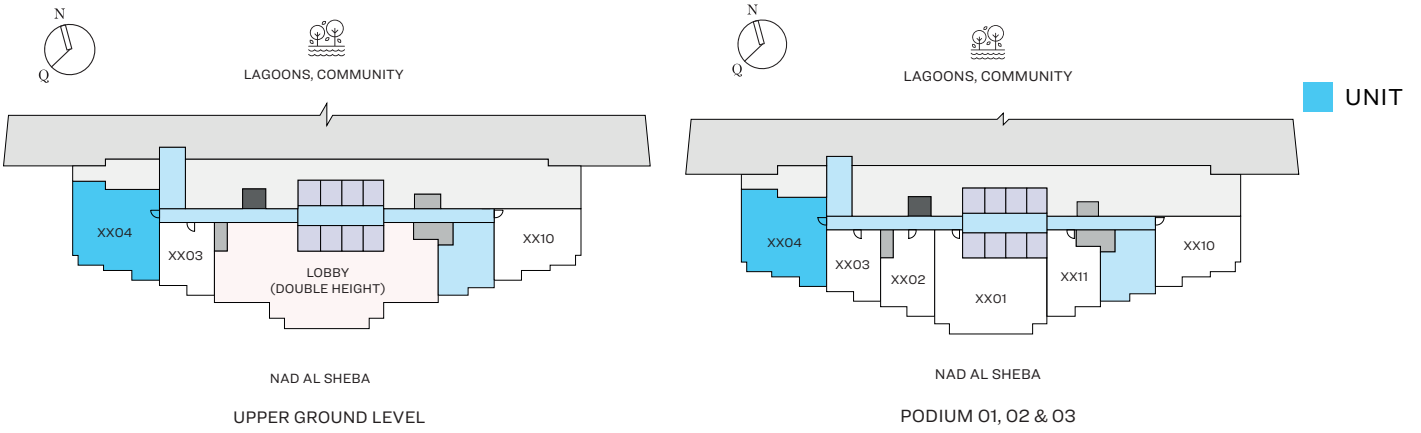 N
Q
LAGOONS, COMMUNITY
XX04
XX03
LOBBY
(DOUBLE HEIGHT)
XX10
NAD AL SHEBA
UPPER GROUND LEVEL
N
Q
LAGOONS, COMMUNITY
UNIT
XX04
XX03
XX02
XX01
XX11
XX10
NAD AL SHEBA
PODIUM 01, 02 & 03